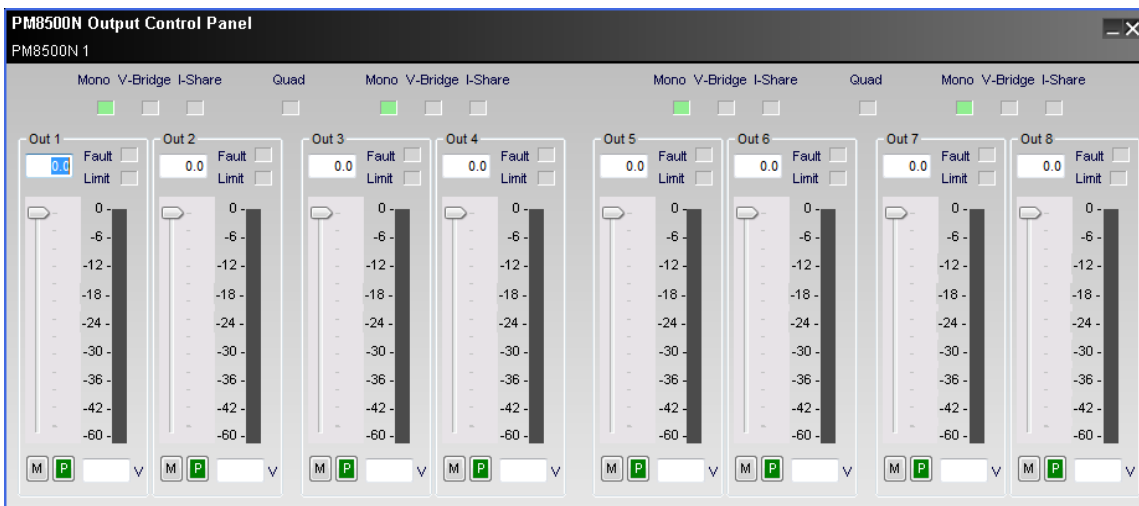 PM8500N Output Control Panel
PM8500N 1
Mono V-Bridge I-Share Quad Mono V-Bridge I-Share Mono V-Bridge I-Share Quad Mono V-Bridge I-Share
Out 1 Out 2 Out 3 Out 4 Out 5 Out 6 Out 7 Out 8
0.0 Fault 0.0 Fault 0.0 Fault 0.0 Fault 0.0 Fault 0.0 Fault 0.0 Fault 0.0 Fault
Limit Limit Limit Limit Limit Limit Limit Limit
0 - 0 - 0 - 0 - 0 - 0 - 0 - 0 -
-6 - -6 - -6 - -6 - -6 - -6 - -6 - -6 -
-12 - -12 - -12 - -12 - -12 - -12 - -12 - -12 -
-18 - -18 - -18 - -18 - -18 - -18 - -18 - -18 -
-24 - -24 - -24 - -24 - -24 - -24 - -24 - -24 -
-30 - -30 - -30 - -30 - -30 - -30 - -30 - -30 -
-36 - -36 - -36 - -36 - -36 - -36 - -36 - -36 -
-42 - -42 - -42 - -42 - -42 - -42 - -42 - -42 -
-60 - -60 - -60 - -60 - -60 - -60 - -60 - -60 -
M P V M P V M P V M P V M P V M P V M P V M P V